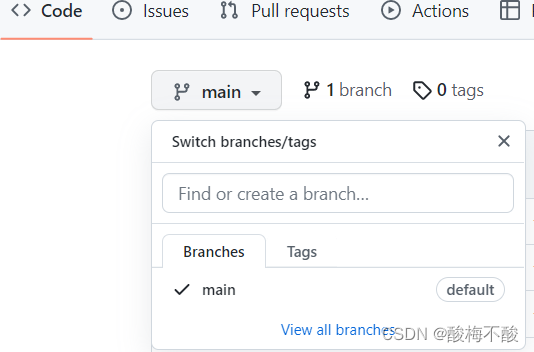 Code Issues Pull requests Actions
main 1 branch 0 tags
Switch branches/tags
Find or create a branch...
Branches Tags
main default
View all branches
CSDN @酸梅不酸